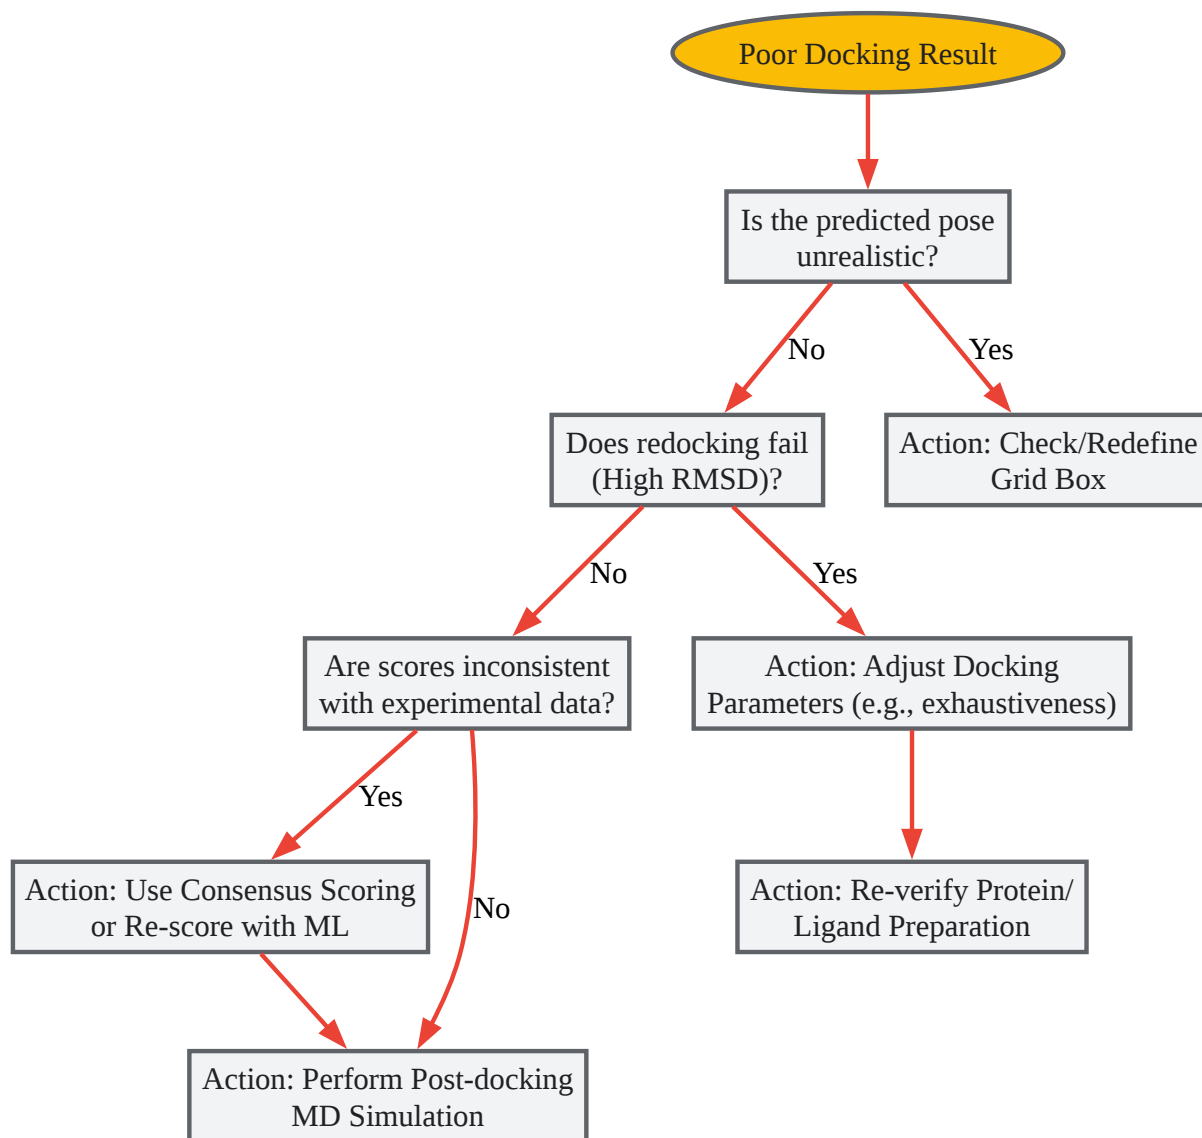 Poor Docking Result
Is the predicted pose
unrealistic?
No
Yes
Does redocking fail
(High RMSD)?
Action: Check/Redefine
Grid Box
No
Yes
Are scores inconsistent
with experimental data?
Action: Adjust Docking
Parameters (e.g., exhaustiveness)
Yes
No
Action: Use Consensus Scoring
or Re-score with ML
Action: Re-verify Protein/
Ligand Preparation
Action: Perform Post-docking
MD Simulation